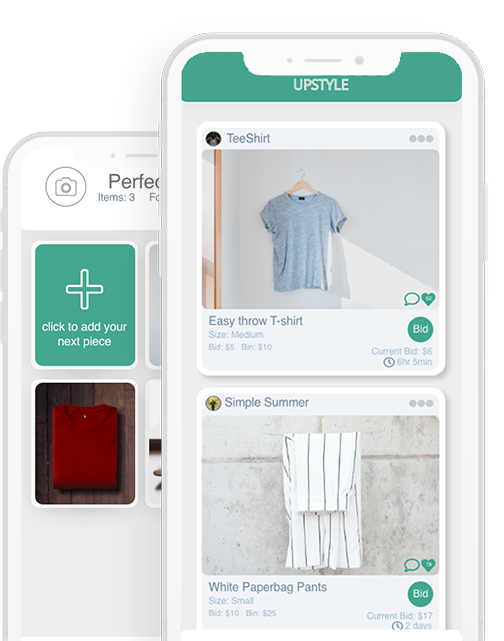 UPSTYLE
TeeShirt
52
Easy throw T-shirt
Size: Medium
Bid: $5 Bin: $10
Bid
Current Bid: $6
6hr 5min
Simple Summer
76
White Paperbag Pants
Size: Small
Bid: $10 Bin: $25
Bid
Current Bid: $17
2 days
Perfec
Items: 3 Fo
click to add your
next piece